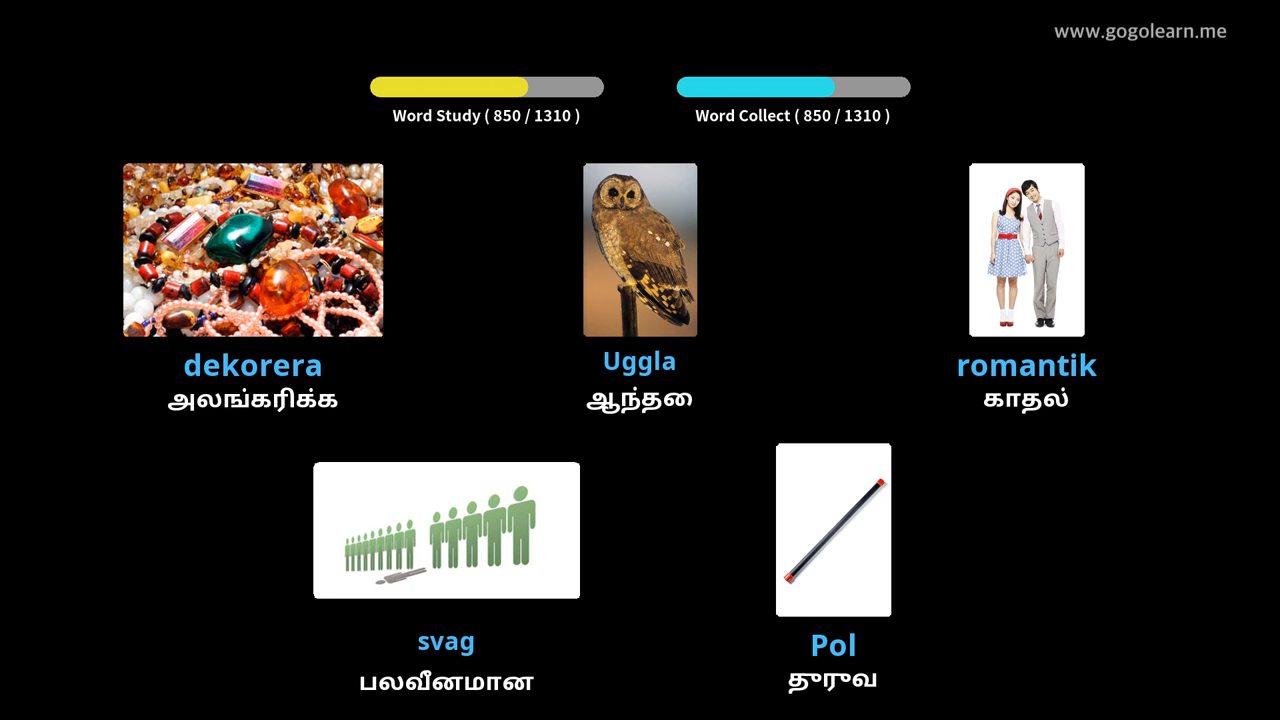 www.gogolearn.me
Word Study ( 850 / 1310 )
Word Collect ( 850 / 1310 )
dekorera
அலங்கரிக்க
Uggla
ஆந்தை
romantik
காதல்
svag
பலவீனமான
Pol
துருவ